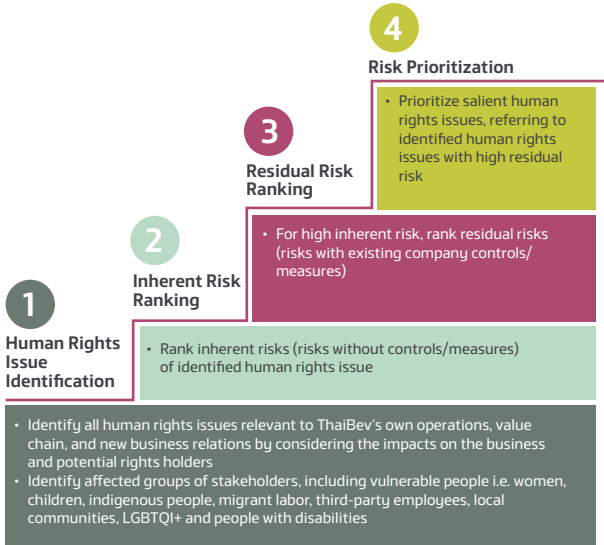 4
Risk Prioritization
• Prioritize salient human
rights issues, referring to
identified human rights
issues with high residual
risk
3
Residual Risk
Ranking
• For high inherent risk, rank residual risks
(risks with existing company controls/
measures)
2
Inherent Risk
Ranking
• Rank inherent risks (risks without controls/measures)
of identified human rights issue
1
Human Rights
Issue
Identification
• Identify all human rights issues relevant to ThaiBev's own operations, value
chain, and new business relations by considering the impacts on the business
and potential rights holders
• Identify affected groups of stakeholders, including vulnerable people i.e. women,
children, indigenous people, migrant labor, third-party employees, local
communities, LGBTQI+ and people with disabilities